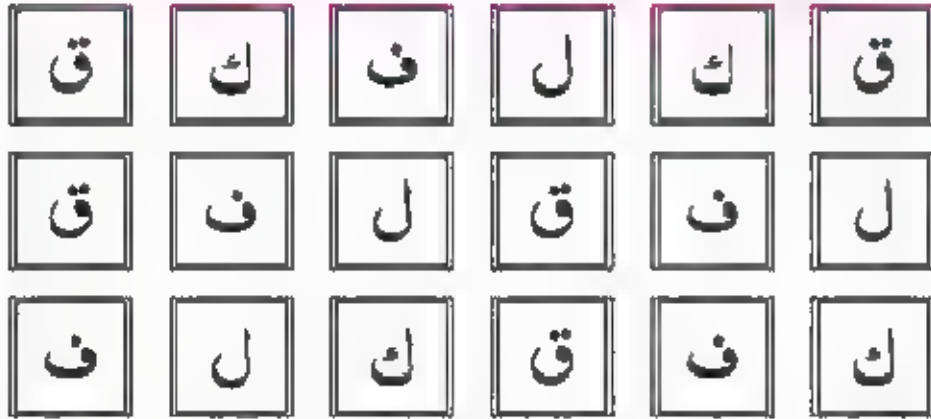 ق ك ل ف ك ق
ل ف ق ل ف ق
ك ف ق ك ل ف